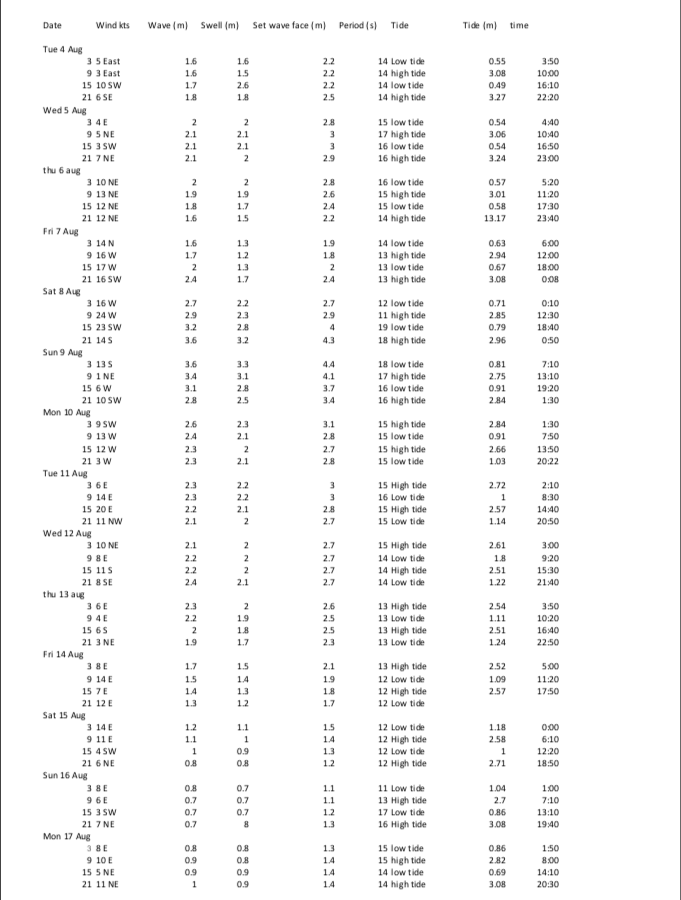 Date Wind kts Wave (m) Swell (m) Set wave face (m) Period (s) Tide Tide (m) time
Tue 4 Aug
3 5 East 1.6 1.6 2.2 14 Low tide 0.55 3:50
9 3 East 1.6 1.5 2.2 14 high tide 3.08 10:00
15 10 SW 1.7 2.6 2.2 14 low tide 0.49 16:10
21 6 SE 1.8 1.8 2.5 14 high tide 3.27 22:20
Wed 5 Aug
3 4 E 2 2 2.8 15 low tide 0.54 4:40
9 5 NE 2.1 2.1 3 17 high tide 3.06 10:40
15 3 SW 2.1 2.1 3 16 low tide 0.54 16:50
21 7 NE 2.1 2 2.9 16 high tide 3.24 23:00
thu 6 aug
3 10 NE 2 2 2.8 16 low tide 0.57 5:20
9 13 NE 1.9 1.9 2.6 15 high tide 3.01 11:20
15 12 NE 1.8 1.7 2.4 15 low tide 0.58 17:30
21 12 NE 1.6 1.5 2.2 14 high tide 13.17 23:40
Fri 7 Aug
3 14 N 1.6 1.3 1.9 14 low tide 0.63 6:00
9 16 W 1.7 1.2 1.8 13 high tide 2.94 12:00
15 17 W 2 1.3 2 13 low tide 0.67 18:00
21 16 SW 2.4 1.7 2.4 13 high tide 3.08 0:08
Sat 8 Aug
3 16 W 2.7 2.2 2.7 12 low tide 0.71 0:10
9 24 W 2.9 2.3 2.9 11 high tide 2.85 12:30
15 23 SW 3.2 2.8 4 19 low tide 0.79 18:40
21 14 S 3.6 3.2 4.3 18 high tide 2.96 0:50
Sun 9 Aug
3 13 S 3.6 3.3 4.4 18 low tide 0.81 7:10
9 1 NE 3.4 3.1 4.1 17 high tide 2.75 13:10
15 6 W 3.1 2.8 3.7 16 low tide 0.91 19:20
21 10 SW 2.8 2.5 3.4 16 high tide 2.84 1:30
Mon 10 Aug
3 9 SW 2.6 2.3 3.1 15 high tide 2.84 1:30
9 13 W 2.4 2.1 2.8 15 low tide 0.91 7:50
15 12 W 2.3 2 2.7 15 high tide 2.66 13:50
21 3 W 2.3 2.1 2.8 15 low tide 1.03 20:22
Tue 11 Aug
3 6 E 2.3 2.2 3 15 High tide 2.72 2:10
9 14 E 2.3 2.2 3 16 Low tide 1 8:30
15 20 E 2.2 2.1 2.8 15 High tide 2.57 14:40
21 11 NW 2.1 2 2.7 15 Low tide 1.14 20:50
Wed 12 Aug
3 10 NE 2.1 2 2.7 15 High tide 2.61 3:00
9 8 E 2.2 2 2.7 14 Low tide 1.8 9:20
15 11 S 2.2 2 2.7 14 High tide 2.51 15:30
21 8 SE 2.4 2.1 2.7 14 Low tide 1.22 21:40
thu 13 aug
3 6 E 2.3 2 2.6 13 High tide 2.54 3:50
9 4 E 2.2 1.9 2.5 13 Low tide 1.11 10:20
15 6 S 2 1.8 2.5 13 High tide 2.51 16:40
21 3 NE 1.9 1.7 2.3 13 Low tide 1.24 22:50
Fri 14 Aug
3 8 E 1.7 1.5 2.1 13 High tide 2.52 5:00
9 14 E 1.5 1.4 1.9 12 Low tide 1.09 11:20
15 7 E 1.4 1.3 1.8 12 High tide 2.57 17:50
21 12 E 1.3 1.2 1.7 12 Low tide
Sat 15 Aug
3 14 E 1.2 1.1 1.5 12 Low tide 1.18 0:00
9 11 E 1.1 1 1.4 12 High tide 2.58 6:10
15 4 SW 1 0.9 1.3 12 Low tide 1 12:20
21 6 NE 0.8 0.8 1.2 12 High tide 2.71 18:50
Sun 16 Aug
3 8 E 0.8 0.7 1.1 11 Low tide 1.04 1:00
9 6 E 0.7 0.7 1.1 13 High tide 2.7 7:10
15 3 SW 0.7 0.7 1.2 17 Low tide 0.86 13:10
21 7 NE 0.7 8 1.3 16 High tide 3.08 19:40
Mon 17 Aug
3 8 E 0.8 0.8 1.3 15 low tide 0.86 1:50
9 10 E 0.9 0.8 1.4 15 high tide 2.82 8:00
15 5 NE 0.9 0.9 1.4 14 low tide 0.69 14:10
21 11 NE 1 0.9 1.4 14 high tide 3.08 20:30